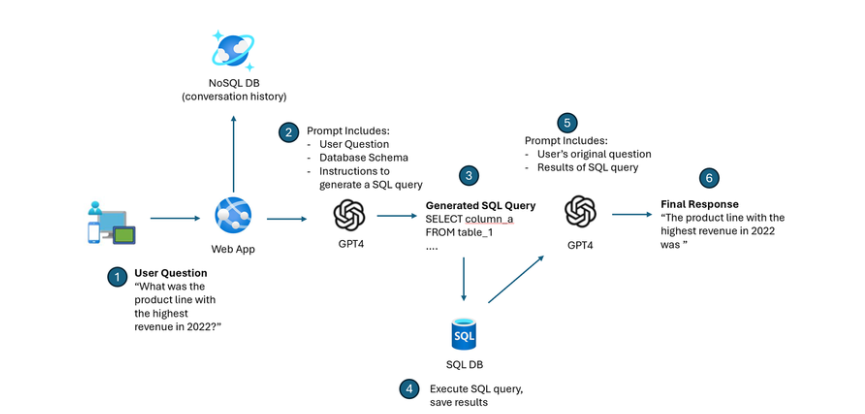 NoSQL DB
(conversation history)
2
Prompt Includes:
- User Question
- Database Schema
- Instructions to
generate a SQL query
5
Prompt Includes:
- User's original question
- Results of SQL query
3
6
Generated SQL Query
SELECT column_a
FROM table_1
....
Final Response
“The product line with the
highest revenue in 2022
was ”
Web App
GPT4
GPT4
1
User Question
“What was the
product line with
the highest
revenue in 2022?”
SQL
SQL DB
4
Execute SQL query,
save results